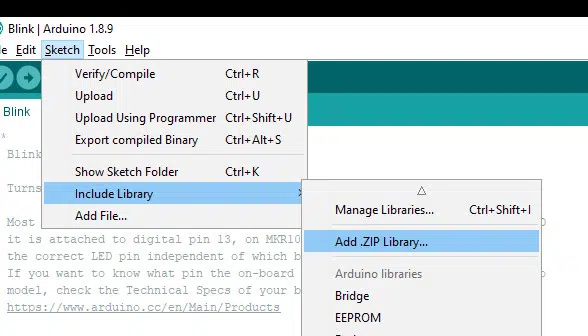 Blink | Arduino 1.8.9
Edit Sketch Tools Help
Verify/Compile Ctrl+R
Upload Ctrl+U
Upload Using Programmer Ctrl+Shift+U
Export compiled Binary Ctrl+Alt+S
Show Sketch Folder Ctrl+K
Include Library
Add File...
Manage Libraries... Ctrl+Shift+I
Add .ZIP Library...
Arduino libraries
Bridge
EEPROM
Blink
*
Blin
Turns
Most
it is attached to digital pin 13, on MKR10
the correct LED pin independent of which b
If you want to know what pin the on-board
model, check the Technical Specs of your b
https://www.arduino.cc/en/Main/Products